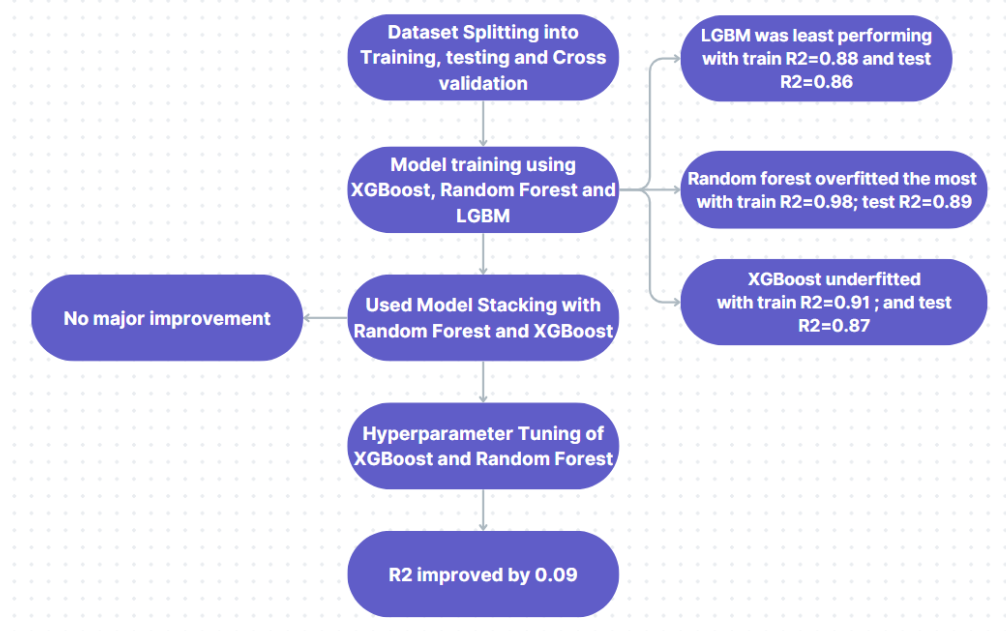 Dataset Splitting into
Training, testing and Cross
validation
LGBM was least performing
with train R2=0.88 and test
R2=0.86
Model training using
XGBoost, Random Forest and
LGBM
Random forest overfitted the most
with train R2=0.98; test R2=0.89
XGBoost underfitted
with train R2=0.91 ; and test
R2=0.87
Used Model Stacking with
Random Forest and XGBoost
No major improvement
Hyperparameter Tuning of
XGBoost and Random Forest
R2 improved by 0.09